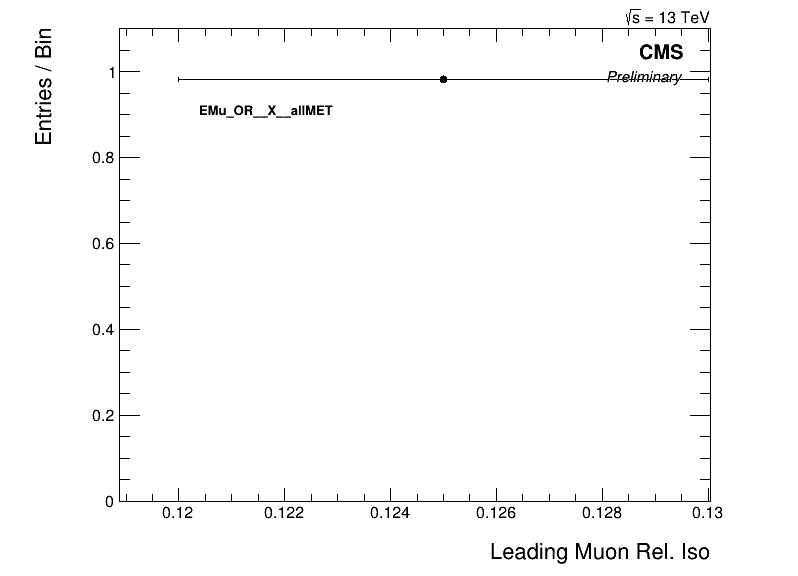 √s = 13 TeV
CMS
Preliminary
EMu_OR__X__allMET
Entries / Bin
1
0.8
0.6
0.4
0.2
0
0.12 0.122 0.124 0.126 0.128 0.13
Leading Muon Rel. Iso